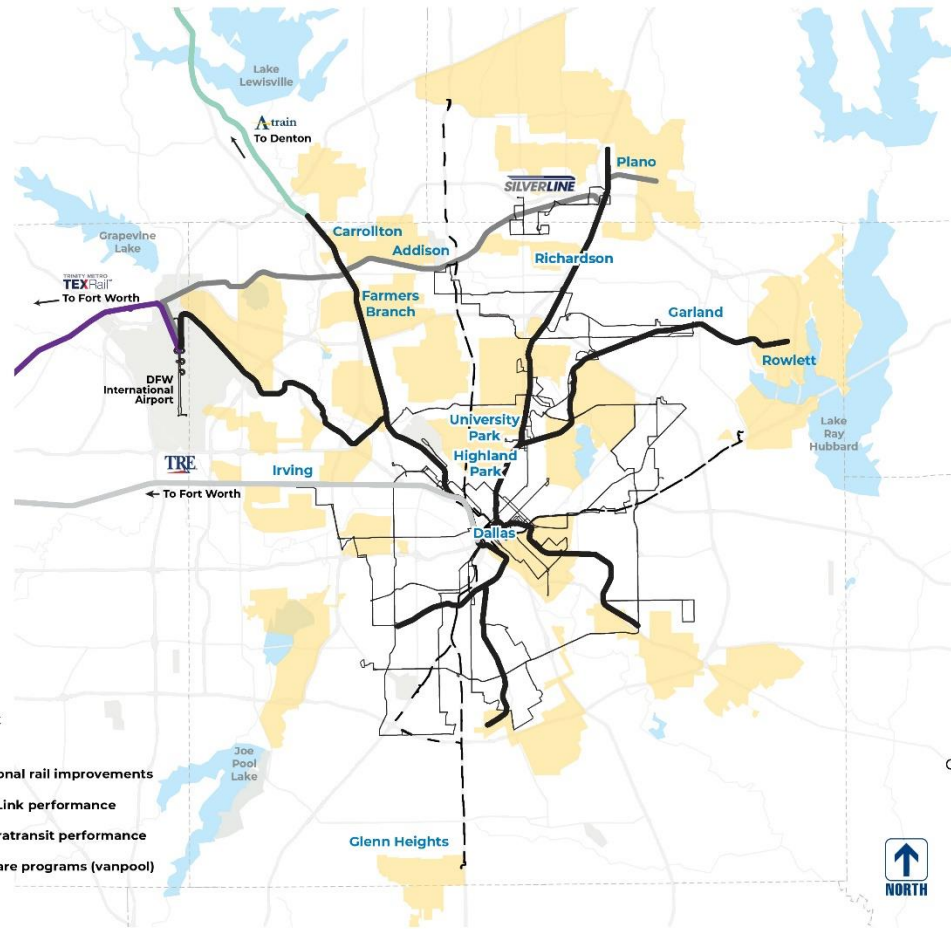 Lake
Lewisville
A-train
To Denton
Plano
SILVERLINE
Carrollton
Grapevine
Lake
Addison
Richardson
TRINITY METRO
TEXRail
To Fort Worth
Farmers
Branch
Garland
Rowlett
DFW
International
Airport
University
Park
Highland
Park
Lake
Ray
Hubbard
TRE
Irving
To Fort Worth
Dallas
Joe
Pool
Lake
onal rail improvements
Link performance
ratransit performance
are programs (vanpool)
Glenn Heights
NORTH